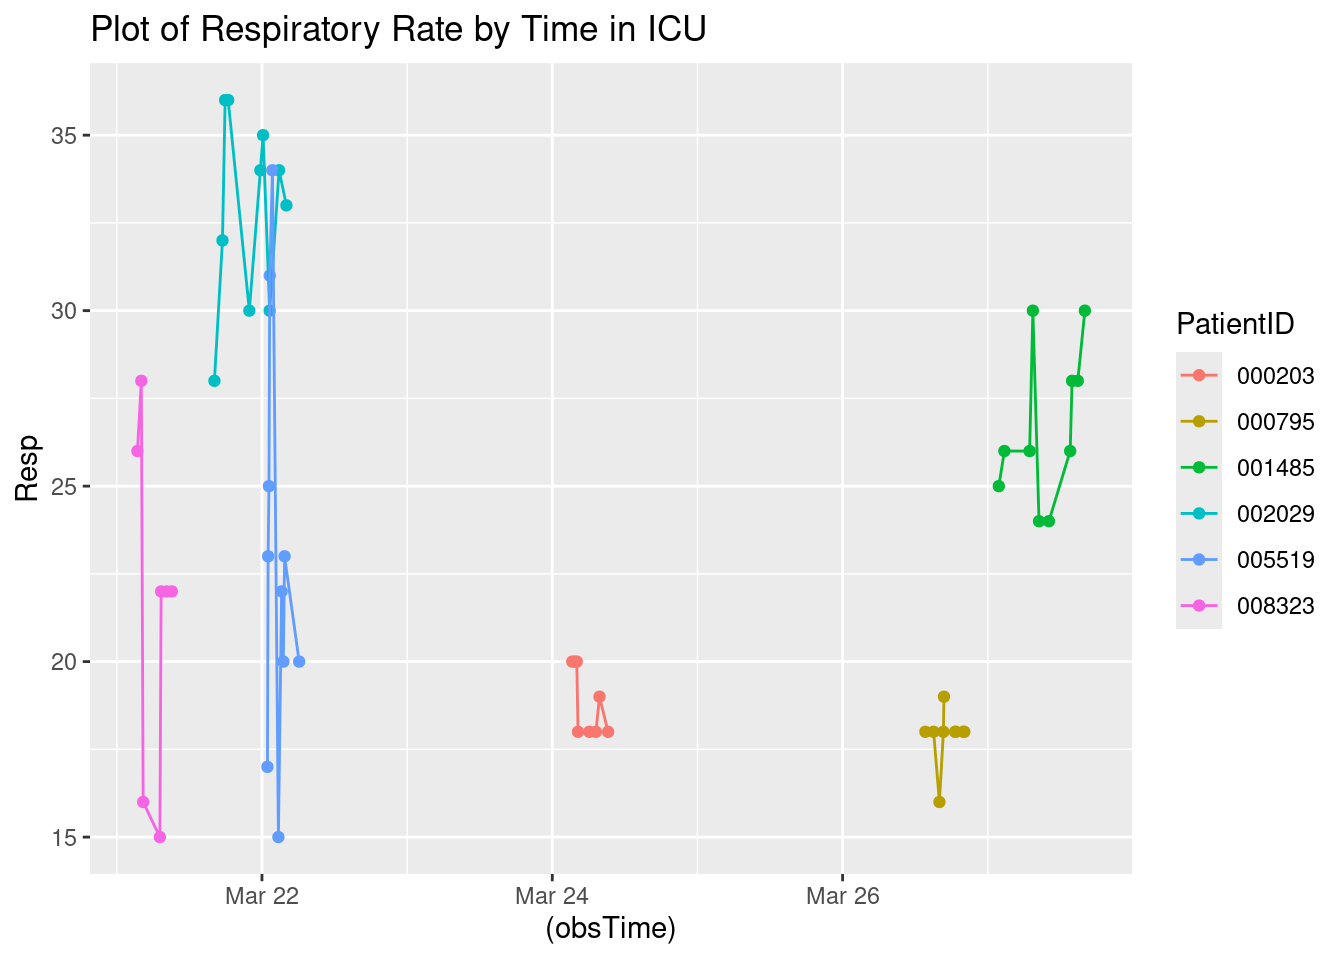 Plot of Respiratory Rate by Time in ICU
35
30
25
20
15
Resp
Mar 22
Mar 24
Mar 26
(obsTime)
PatientID
000203
000795
001485
002029
005519
008323